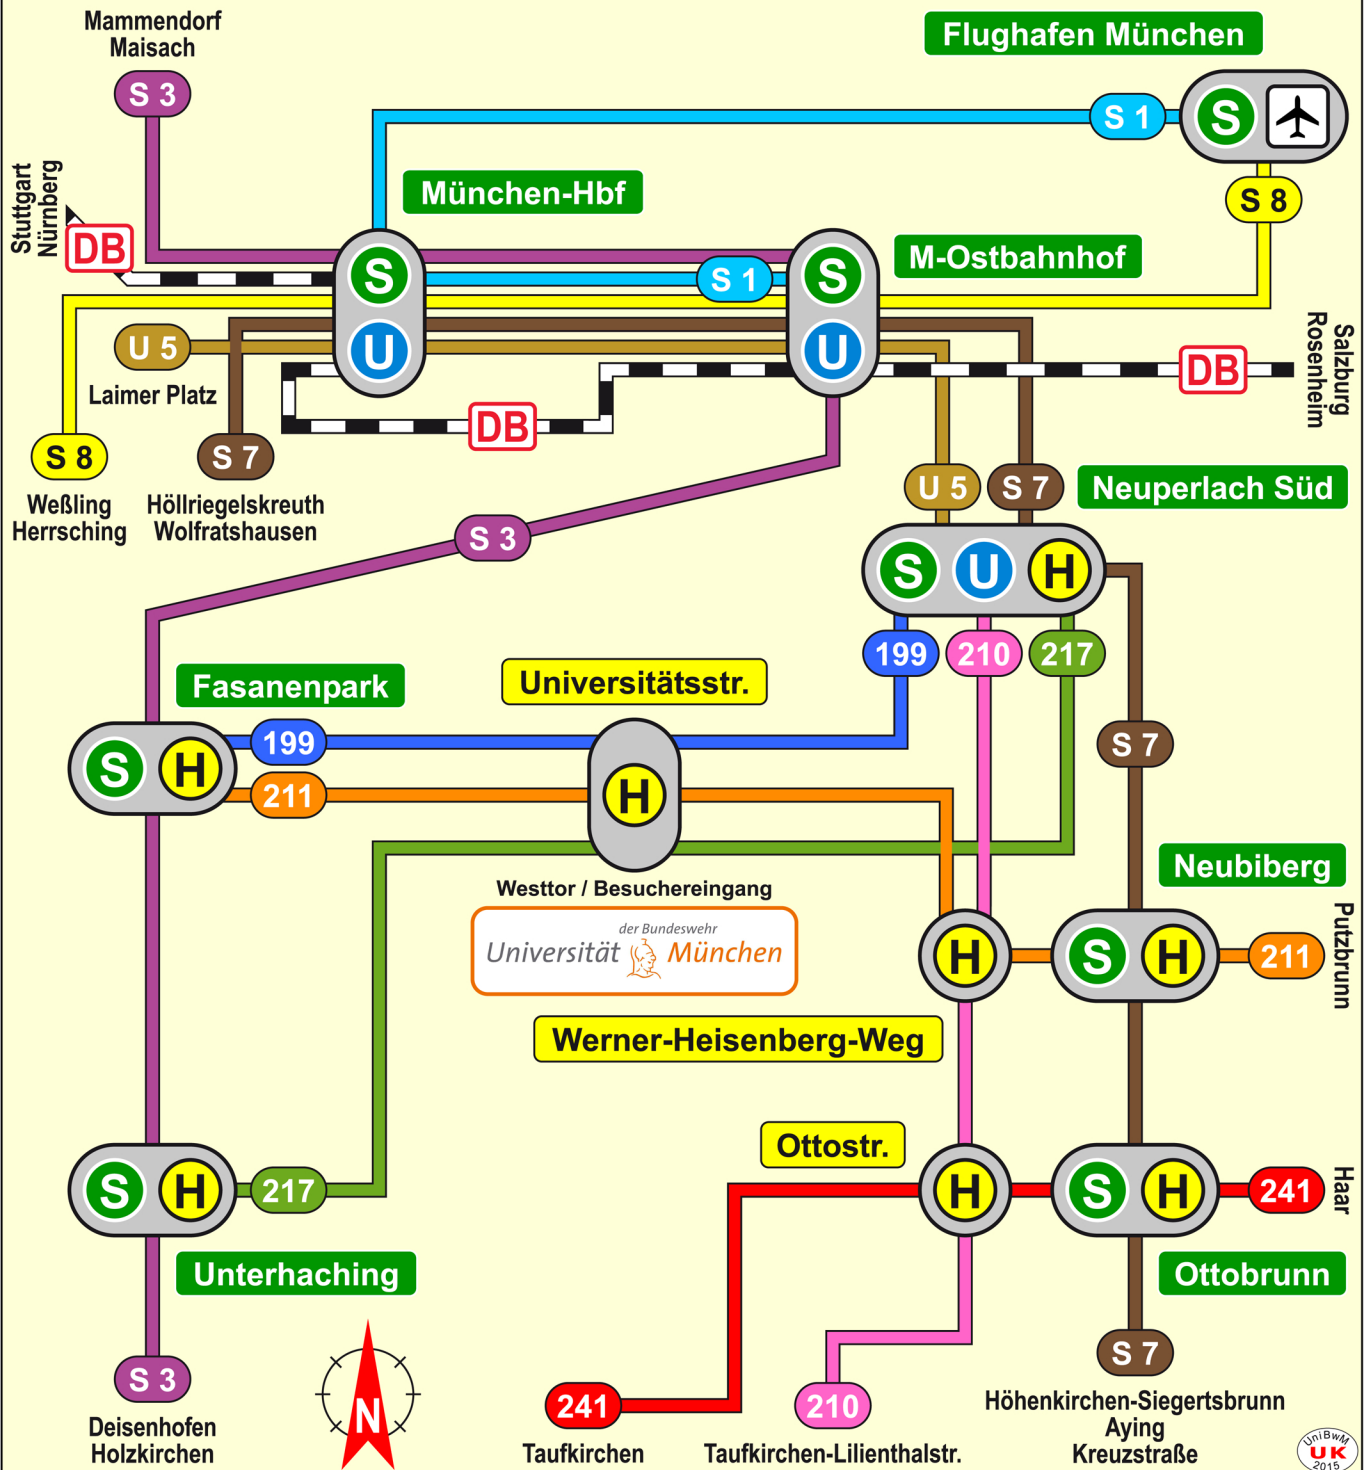 Mammendorf
Maisach
Flughafen München
S 3
S 1
S
Stuttgart
Nürnberg
München-Hbf
S 8
DB
M-Ostbahnhof
S
S 1
S
U 5
U
U
Laimer Platz
DB
Salzburg
Rosenheim
DB
S 8
S 7
U 5
S 7
Neuperlach Süd
Weßling
Herrsching
Höllriegelskreuth
Wolfratshausen
S 3
S
U
H
199
210
217
Fasanenpark
Universitätsstr.
199
S 7
S
H
211
H
Neubiberg
Westtor / Besuchereingang
der Bundeswehr
Universität München
H
S
H
211
Putzbrunn
Werner-Heisenberg-Weg
Ottostr.
S
H
217
H
S
H
241
Haar
Unterhaching
Ottobrunn
S 3
S 7
N
241
210
Deisenhofen
Holzkirchen
Taufkirchen
Taufkirchen-Lilienthalstr.
Höhenkirchen-Siegertsbrunn
Aying
Kreuzstraße
UniBwM
UK
2015